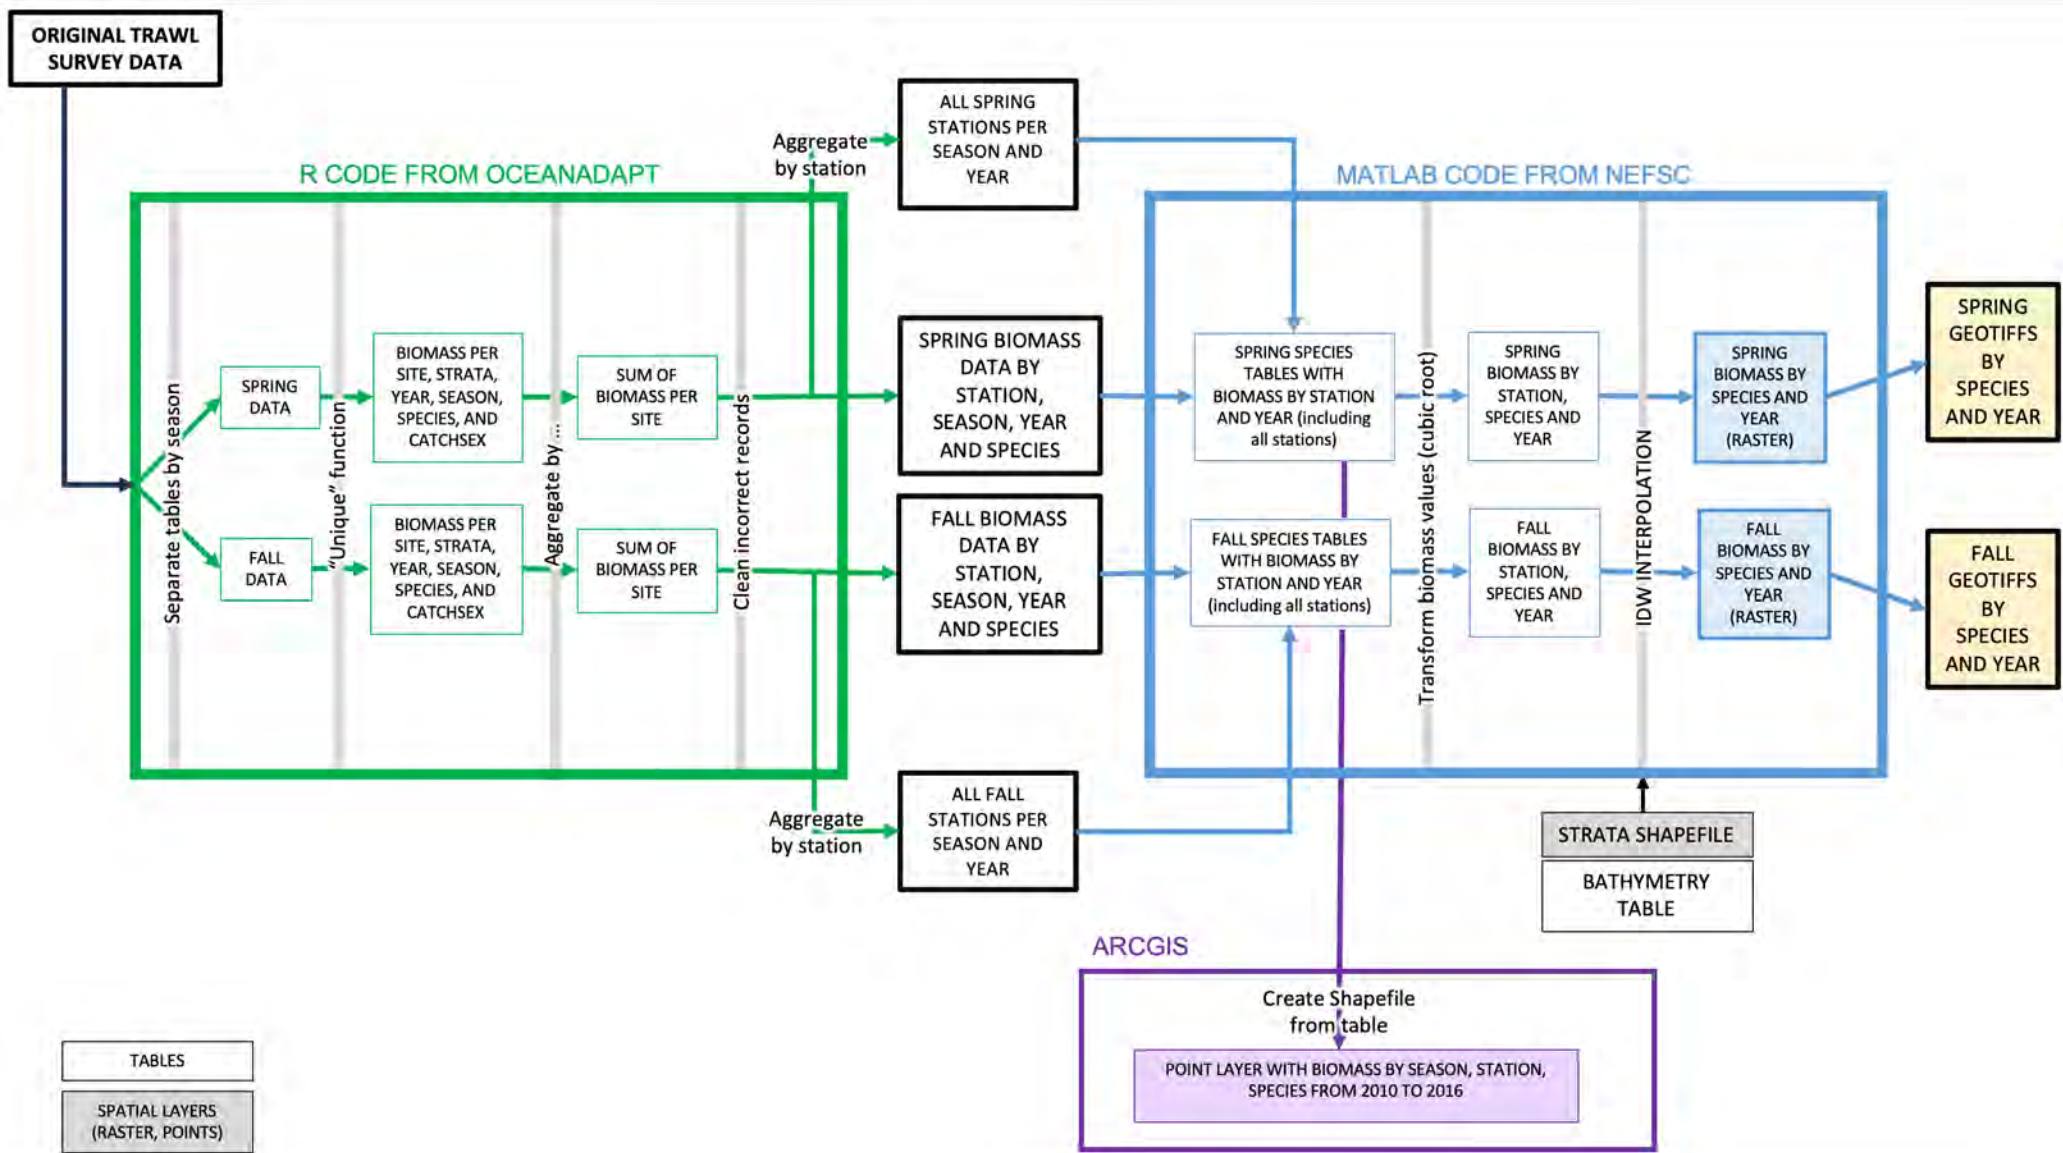 ORIGINAL TRAWL
SURVEY DATA
R CODE FROM OCEANADAPT
Separate tables by season
SPRING
DATA
FALL
DATA
"Unique" function
BIOMASS PER
SITE, STRATA,
YEAR, SEASON,
SPECIES, AND
CATCHSEX
BIOMASS PER
SITE, STRATA,
YEAR, SEASON,
SPECIES, AND
CATCHSEX
Aggregate by ...
SUM OF
BIOMASS PER
SITE
SUM OF
BIOMASS PER
SITE
Clean incorrect records
Aggregate
by station
Aggregate
by station
ALL SPRING
STATIONS PER
SEASON AND
YEAR
SPRING BIOMASS
DATA BY
STATION,
SEASON, YEAR
AND SPECIES
FALL BIOMASS
DATA BY
STATION,
SEASON, YEAR
AND SPECIES
ALL FALL
STATIONS PER
SEASON AND
YEAR
MATLAB CODE FROM NEFSC
SPRING SPECIES
TABLES WITH
BIOMASS BY STATION
AND YEAR (including
all stations)
FALL SPECIES TABLES
WITH BIOMASS BY
STATION AND YEAR
(including all stations)
Transform biomass values (cubic root)
SPRING
BIOMASS BY
STATION,
SPECIES AND
YEAR
FALL
BIOMASS BY
STATION,
SPECIES AND
YEAR
IDW INTERPOLATION
SPRING
BIOMASS BY
SPECIES AND
YEAR
(RASTER)
FALL
BIOMASS BY
SPECIES AND
YEAR
(RASTER)
SPRING
GEOTIFFS
BY
SPECIES
AND YEAR
FALL
GEOTIFFS
BY
SPECIES
AND YEAR
STRATA SHAPEFILE
BATHYMETRY
TABLE
ARCGIS
Create Shapefile
from table
POINT LAYER WITH BIOMASS BY SEASON, STATION,
SPECIES FROM 2010 TO 2016
TABLES
SPATIAL LAYERS
(RASTER, POINTS)